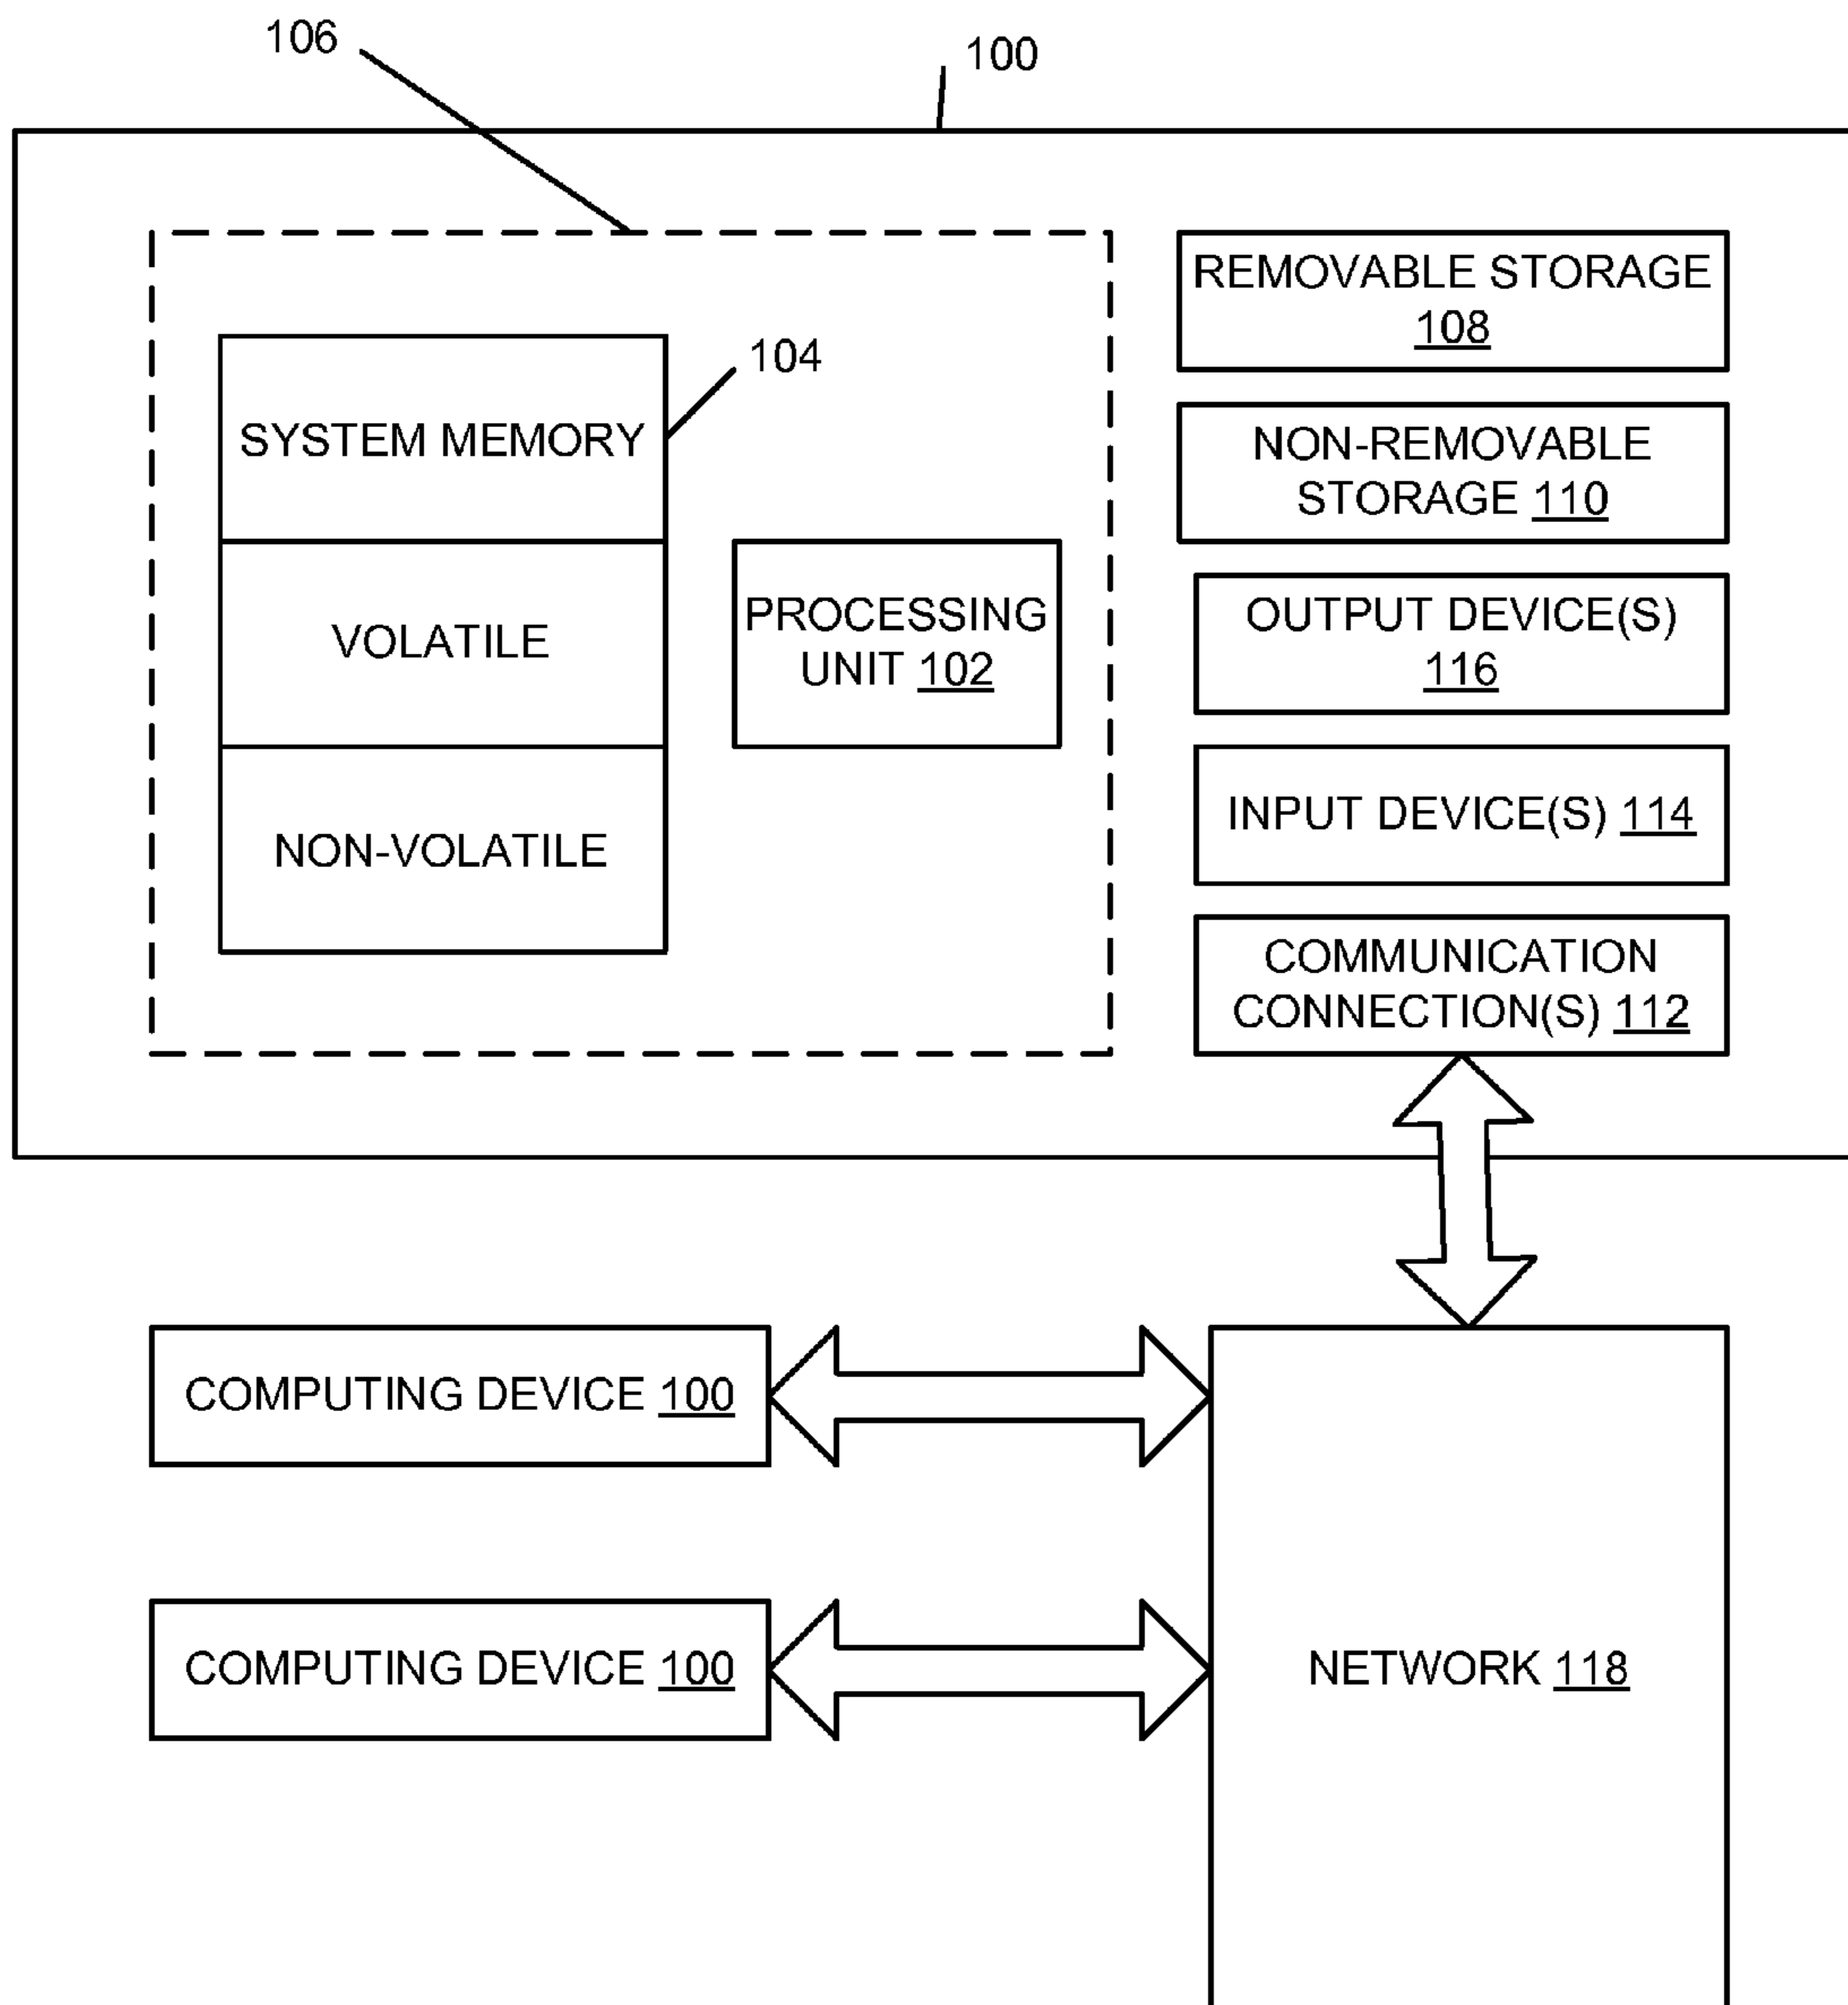 106
100
REMOVABLE STORAGE
108
104
SYSTEM MEMORY
NON-REMOVABLE
STORAGE 110
VOLATILE
PROCESSING
UNIT 102
OUTPUT DEVICE(S)
116
NON-VOLATILE
INPUT DEVICE(S) 114
COMMUNICATION
CONNECTION(S) 112
COMPUTING DEVICE 100
COMPUTING DEVICE 100
NETWORK 118